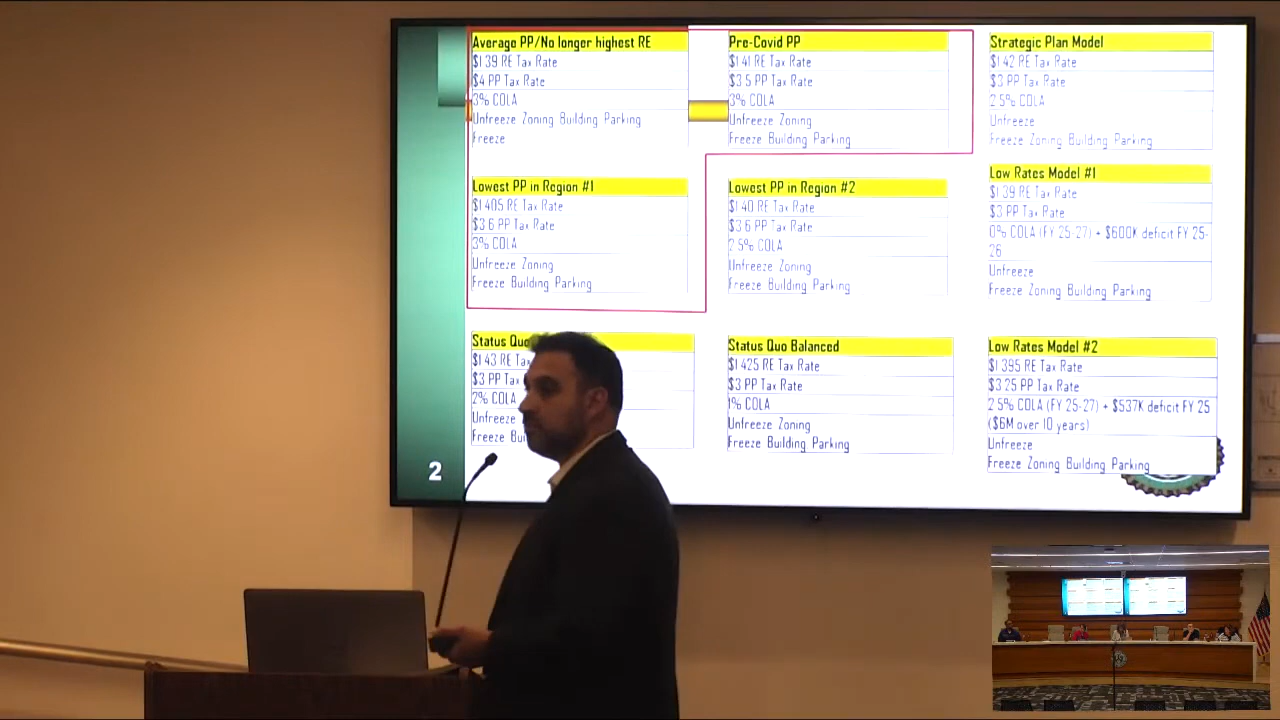 Average PP/No longer highest RE
$1.39 RE Tax Rate
$4 PP Tax Rate
3% COLA
Unfreeze Zoning Building Parking
Freeze
Pre-Covid PP
$1.41 RE Tax Rate
$3.5 PP Tax Rate
3% COLA
Unfreeze Zoning
Freeze Building Parking
Strategic Plan Model
$1.42 RE Tax Rate
$3 PP Tax Rate
2.5% COLA
Unfreeze
Freeze Zoning Building Parking
Lowest PP in Region #1
$1.405 RE Tax Rate
$3.6 PP Tax Rate
3% COLA
Unfreeze Zoning
Freeze Building Parking
Lowest PP in Region #2
$1.40 RE Tax Rate
$3.6 PP Tax Rate
2.5% COLA
Unfreeze Zoning
Freeze Building Parking
Low Rates Model #1
$1.39 RE Tax Rate
$3 PP Tax Rate
0% COLA (FY 25-27) + $600K deficit FY 25-
26
Unfreeze
Freeze Zoning Building Parking
Status Quo
$1.43 RE
$3 PP
2% COLA
Unfreeze
Freeze
Status Quo Balanced
$1.425 RE Tax Rate
$3 PP Tax Rate
1% COLA
Unfreeze Zoning
Freeze Building Parking
Low Rates Model #2
$1.395 RE Tax Rate
$3.25 PP Tax Rate
2.5% COLA (FY 25-27) + $537K deficit FY 25
($6M over 10 years)
Unfreeze
Freeze Zoning Building Parking
2